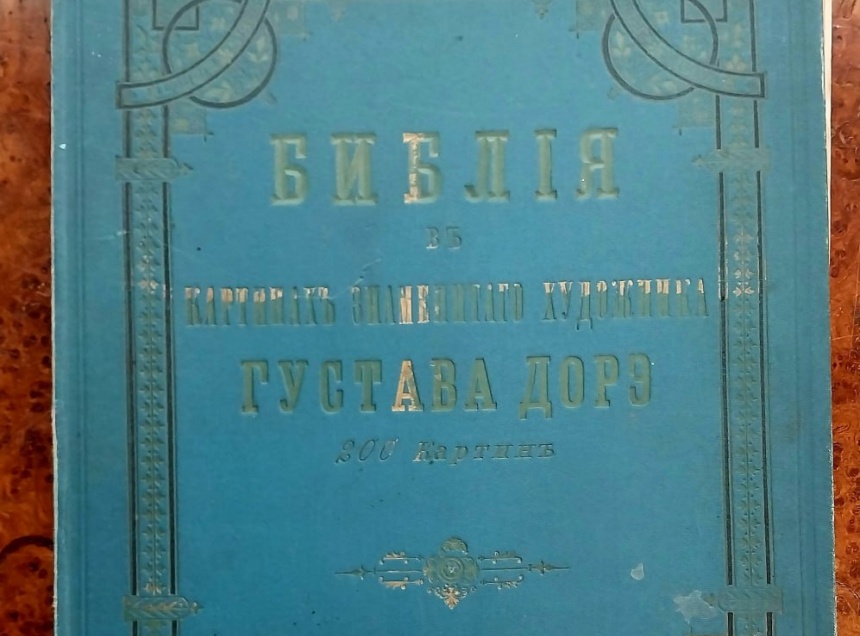 БИБЛІЯ
ВЪ
КАРТИНАХЪ ЗНАМЕНИТАГО ХУДОЖНИКА
ГУСТАВА ДОРЭ
200 Картинъ